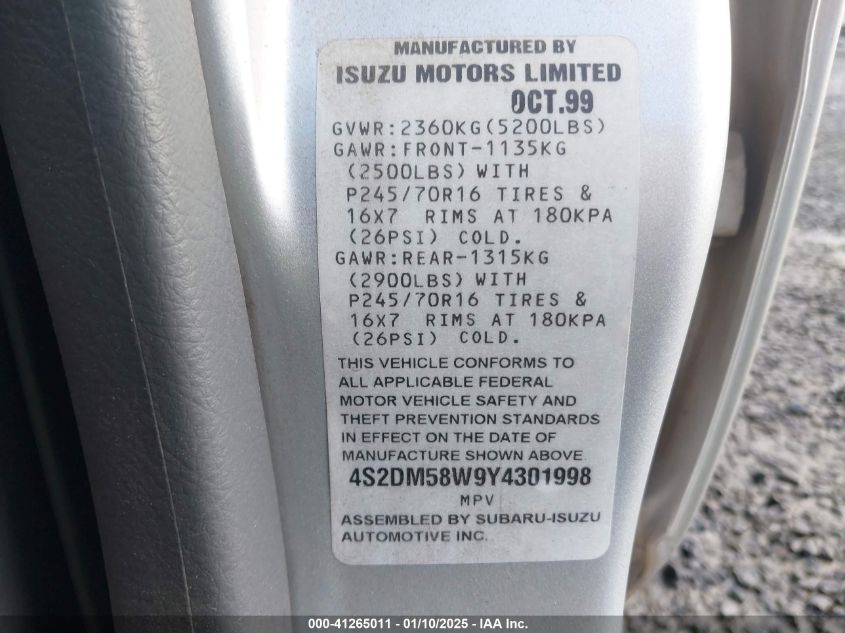 MANUFACTURED BY
ISUZU MOTORS LIMITED
OCT.99
GVWR:2360KG(5200LBS)
GAWR:FRONT-1135KG
(2500LBS) WITH
P245/70R16 TIRES &
16X7 RIMS AT 180KPA
(26PSI) COLD.
GAWR:REAR-1315KG
(2900LBS) WITH
P245/70R16 TIRES &
16X7 RIMS AT 180KPA
(26PSI) COLD.
THIS VEHICLE CONFORMS TO
ALL APPLICABLE FEDERAL
MOTOR VEHICLE SAFETY AND
THEFT PREVENTION STANDARDS
IN EFFECT ON THE DATE OF
MANUFACTURE SHOWN ABOVE.
4S2DM58W9Y4301998
MPV
ASSEMBLED BY SUBARU-ISUZU
AUTOMOTIVE INC.
000-41265011 - 01/10/2025 - IAA Inc.